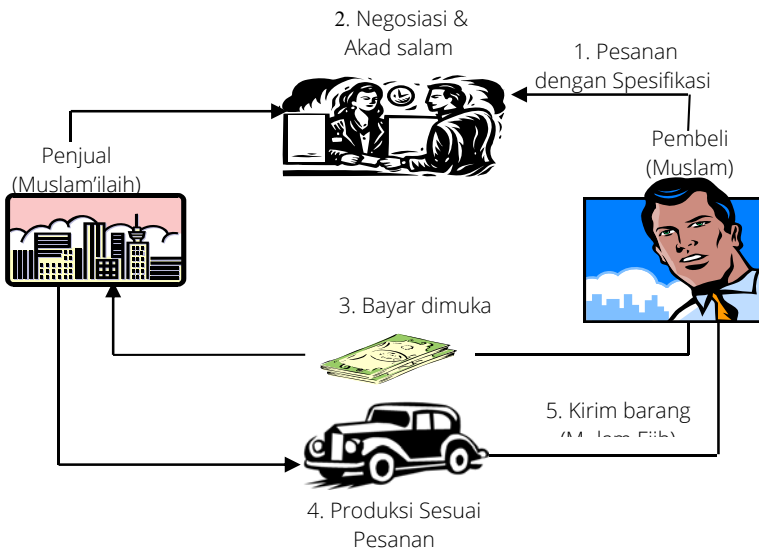 2. Negosiasi &
Akad salam
1. Pesanan
dengan Spesifikasi
Penjual
(Muslam’ilaih)
Pembeli
(Muslam)
3. Bayar dimuka
5. Kirim barang
4. Produksi Sesuai
Pesanan